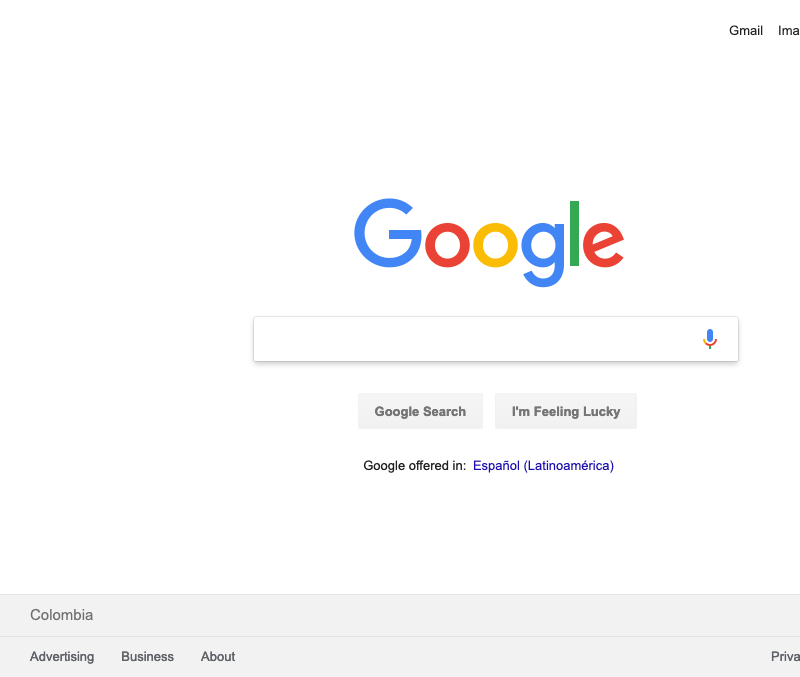 Gmail Ima
Google
Google Search I'm Feeling Lucky
Google offered in: Español (Latinoamérica)
Colombia
Advertising Business About Priva